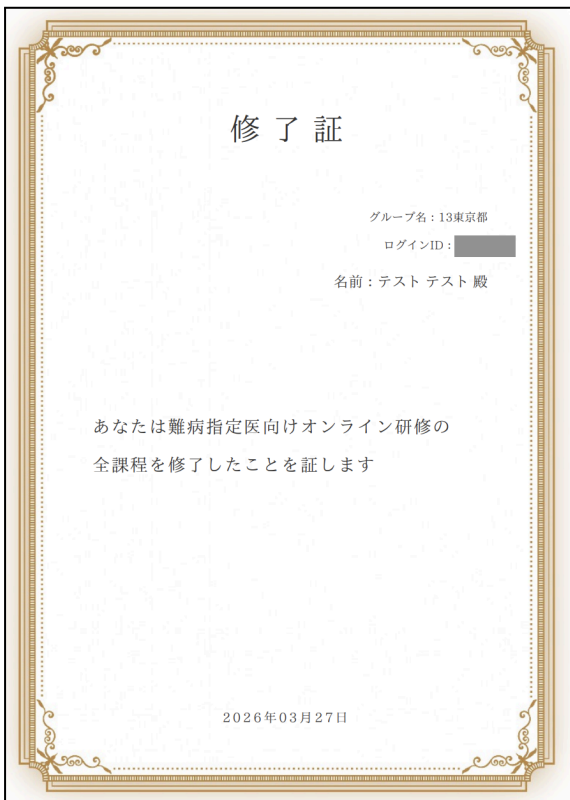 修了証
グループ名：13東京都
ログインID：
名前：テスト テスト 殿
あなたは難病指定医向けオンライン研修の
全課程を修了したことを証します
2026年03月27日